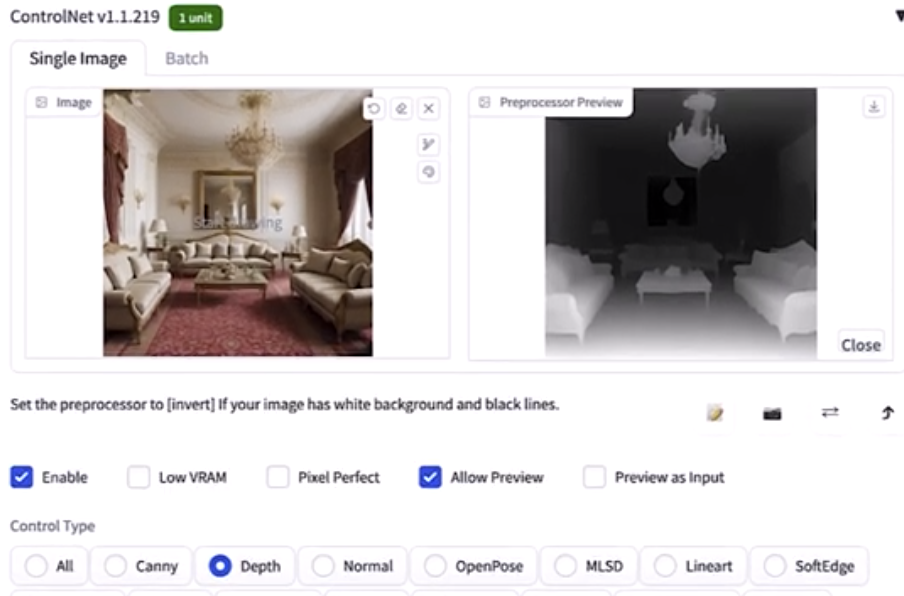 ControlNet v1.1.219 1 unit
Single Image Batch
Image
Preprocessor Preview
Start drawing
Close
Set the preprocessor to [invert] If your image has white background and black lines.
Enable Low VRAM Pixel Perfect Allow Preview Preview as Input
Control Type
All Canny Depth Normal OpenPose MLSD Lineart SoftEdge